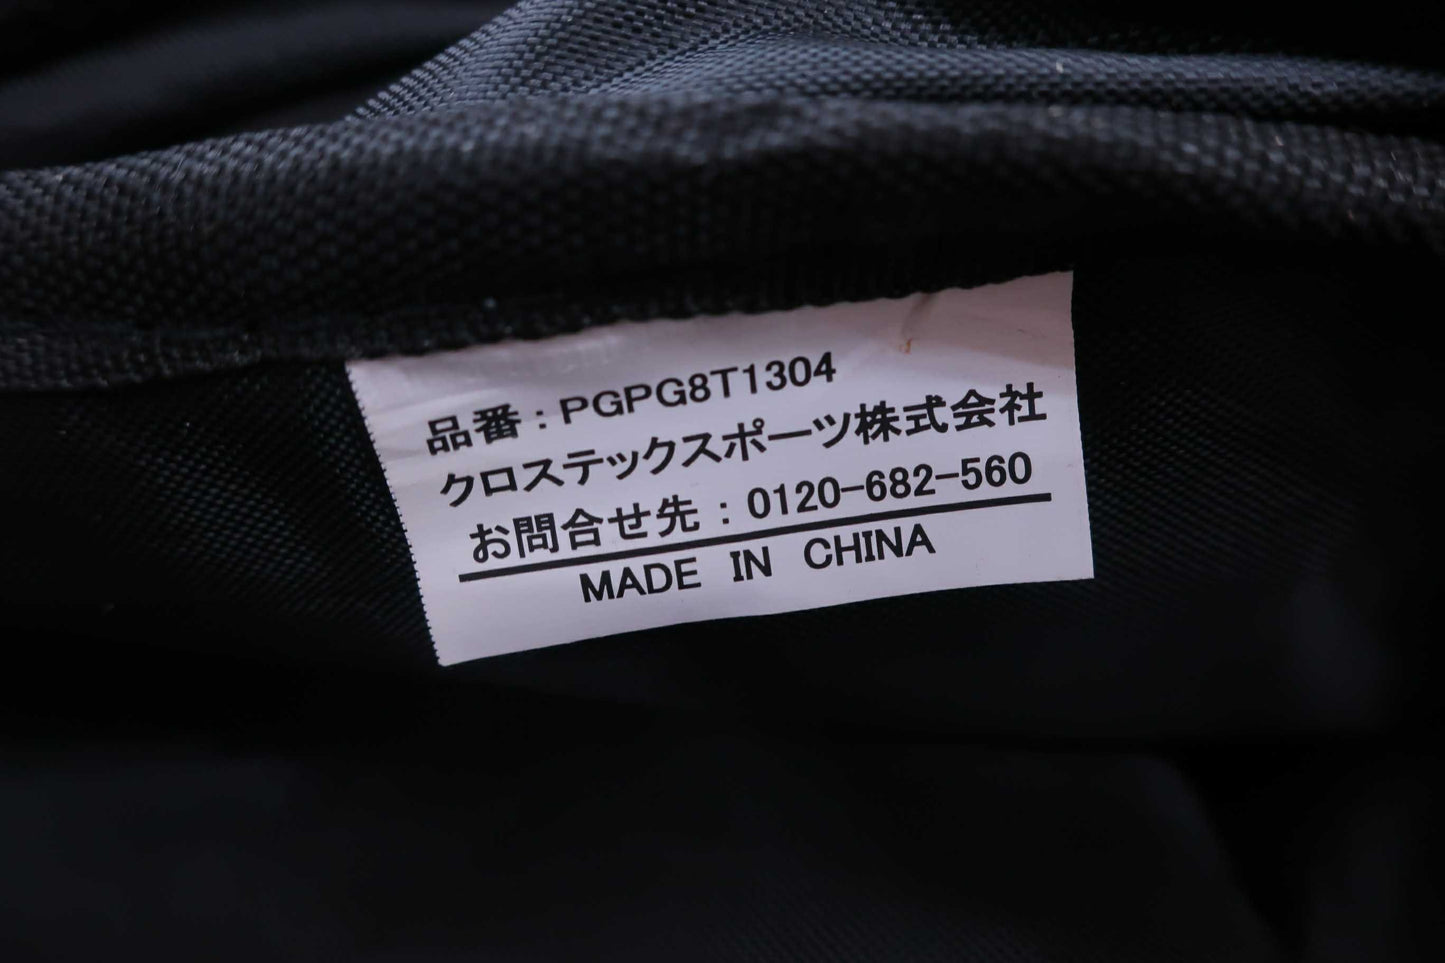 品番：PGPG8T1304
クロステックスポーツ株式会社
お問合せ先：0120-682-560
MADE IN CHINA